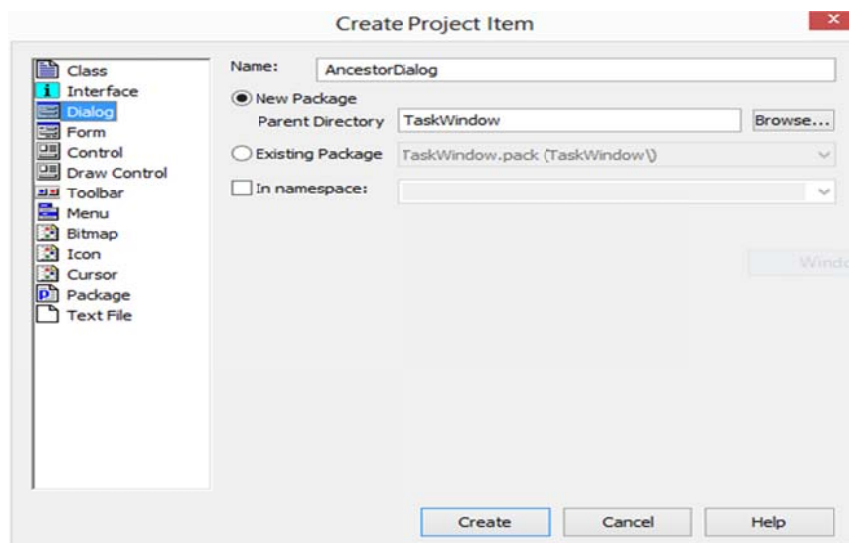 Create Project Item
Class
Interface
Dialog
Form
Control
Draw Control
Toolbar
Menu
Bitmap
Icon
Cursor
Package
Text File
Name: AncestorDialog
New Package
Parent Directory TaskWindow Browse...
Existing Package TaskWindow.pack (TaskWindow\)
In namespace:
Create Cancel Help